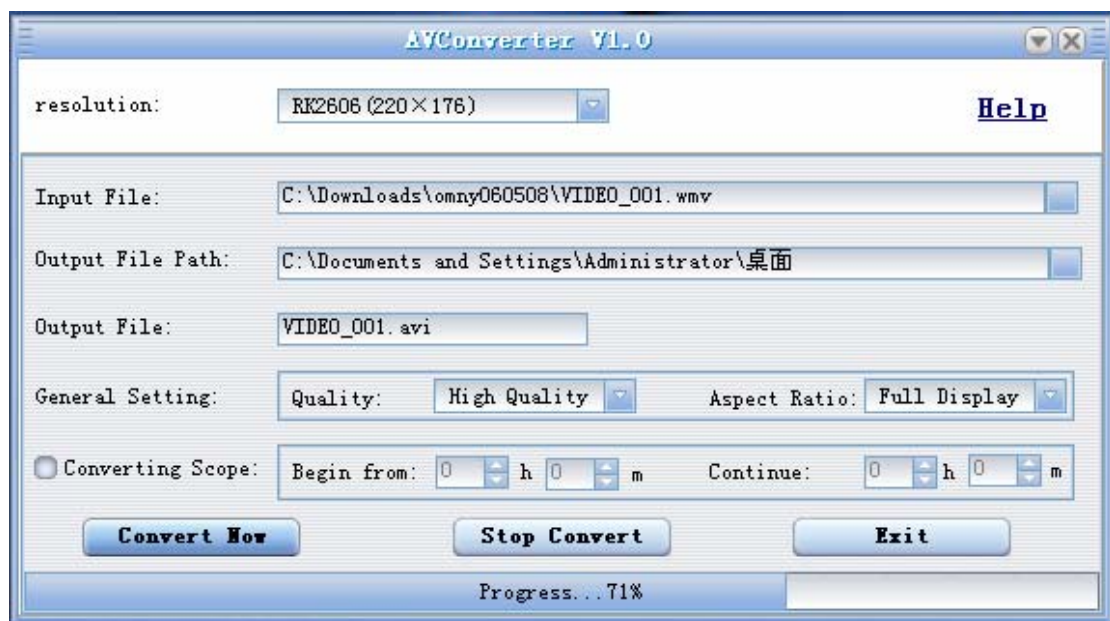 AVConverter V1.0
resolution: RK2606(220×176) Help
Input File: C:\Downloads\omny060508\VIDEO_001.wmv
Output File Path: C:\Documents and Settings\Administrator\桌面
Output File: VIDEO_001.avi
General Setting: Quality: High Quality Aspect Ratio: Full Display
Converting Scope: Begin from: 0 h 0 m Continue: 0 h 0 m
Convert Now Stop Convert Exit
Progress...71%